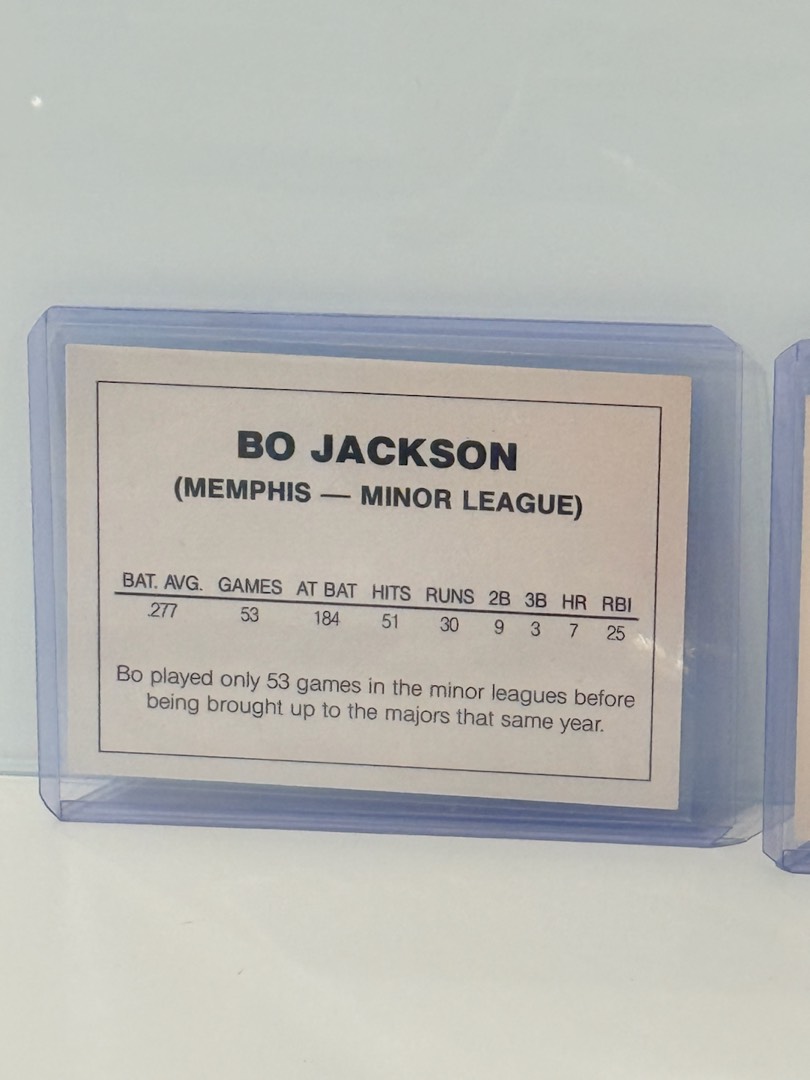 BO JACKSON
(MEMPHIS — MINOR LEAGUE)
BAT. AVG. GAMES AT BAT HITS RUNS 2B 3B HR RBI
.277 53 184 51 30 9 3 7 25
Bo played only 53 games in the minor leagues before
being brought up to the majors that same year.